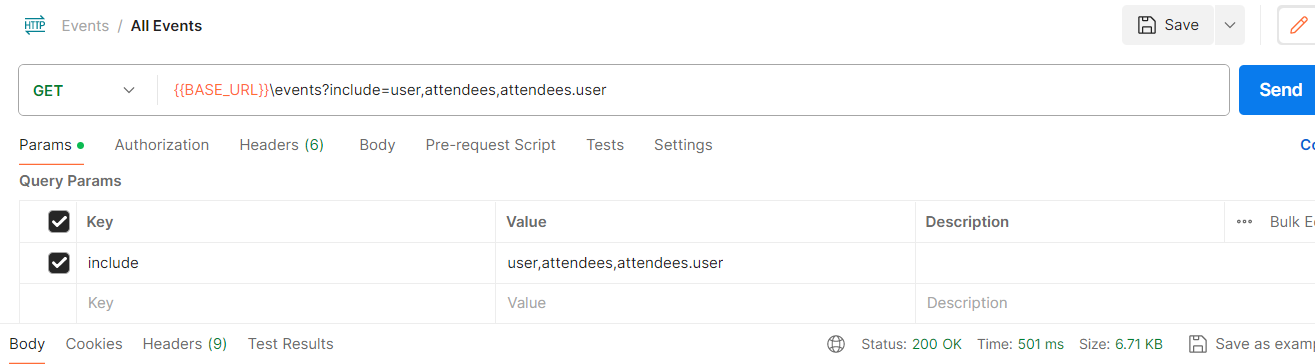 HTTP Events / All Events Save
GET {{BASE_URL}}\events?include=user,attendees,attendees.user Send
Params Authorization Headers (6) Body Pre-request Script Tests Settings Co
Query Params
Key Value Description Bulk E
include user,attendees,attendees.user
Key Value Description
Body Cookies Headers (9) Test Results Status: 200 OK Time: 501 ms Size: 6.71 KB Save as examp